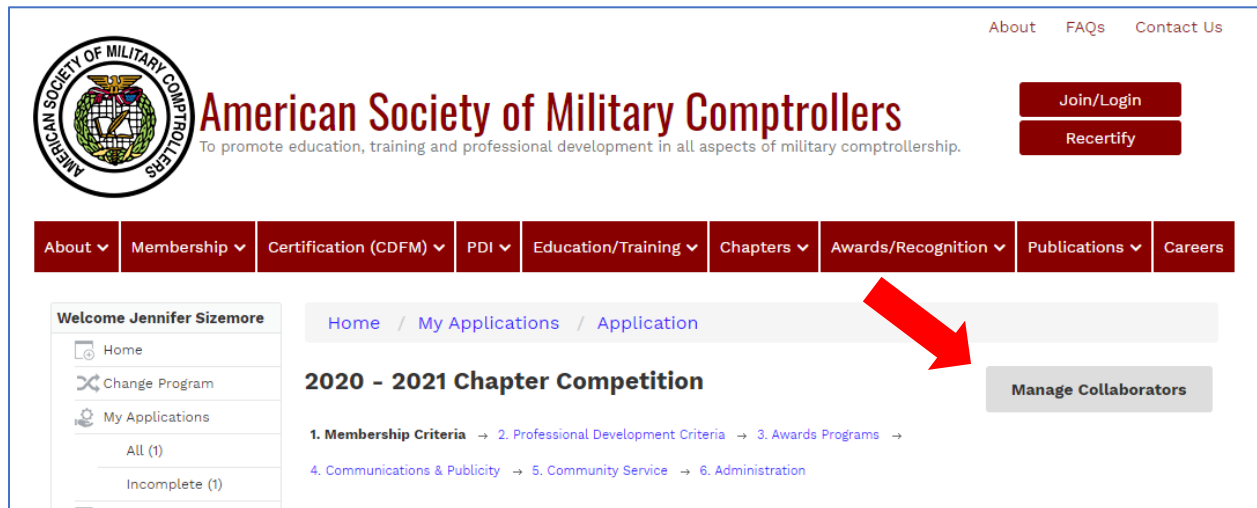 About FAQs Contact Us
AMERICAN SOCIETY OF MILITARY COMPTROLLERS
American Society of Military Comptrollers
To promote education, training and professional development in all aspects of military comptrollership.
Join/Login
Recertify
About Membership Certification (CDFM) PDI Education/Training Chapters Awards/Recognition Publications Careers
Welcome Jennifer Sizemore
Home
Change Program
My Applications
All (1)
Incomplete (1)
Home / My Applications / Application
2020 - 2021 Chapter Competition
Manage Collaborators
1. Membership Criteria → 2. Professional Development Criteria → 3. Awards Programs →
4. Communications & Publicity → 5. Community Service → 6. Administration